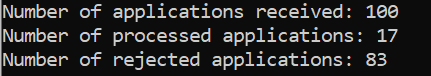 Number of applications received: 100
Number of processed applications: 17
Number of rejected applications: 83